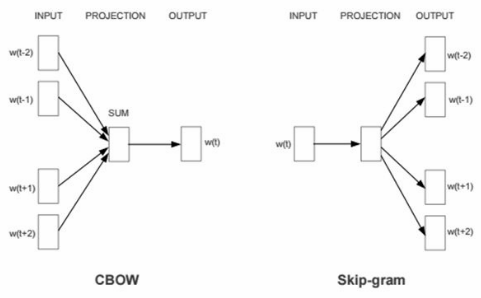 INPUT PROJECTION OUTPUT
w(t-2)
w(t-1)
SUM
w(t)
w(t+1)
w(t+2)
CBOW
INPUT PROJECTION OUTPUT
w(t-2)
w(t-1)
w(t)
w(t+1)
w(t+2)
Skip-gram